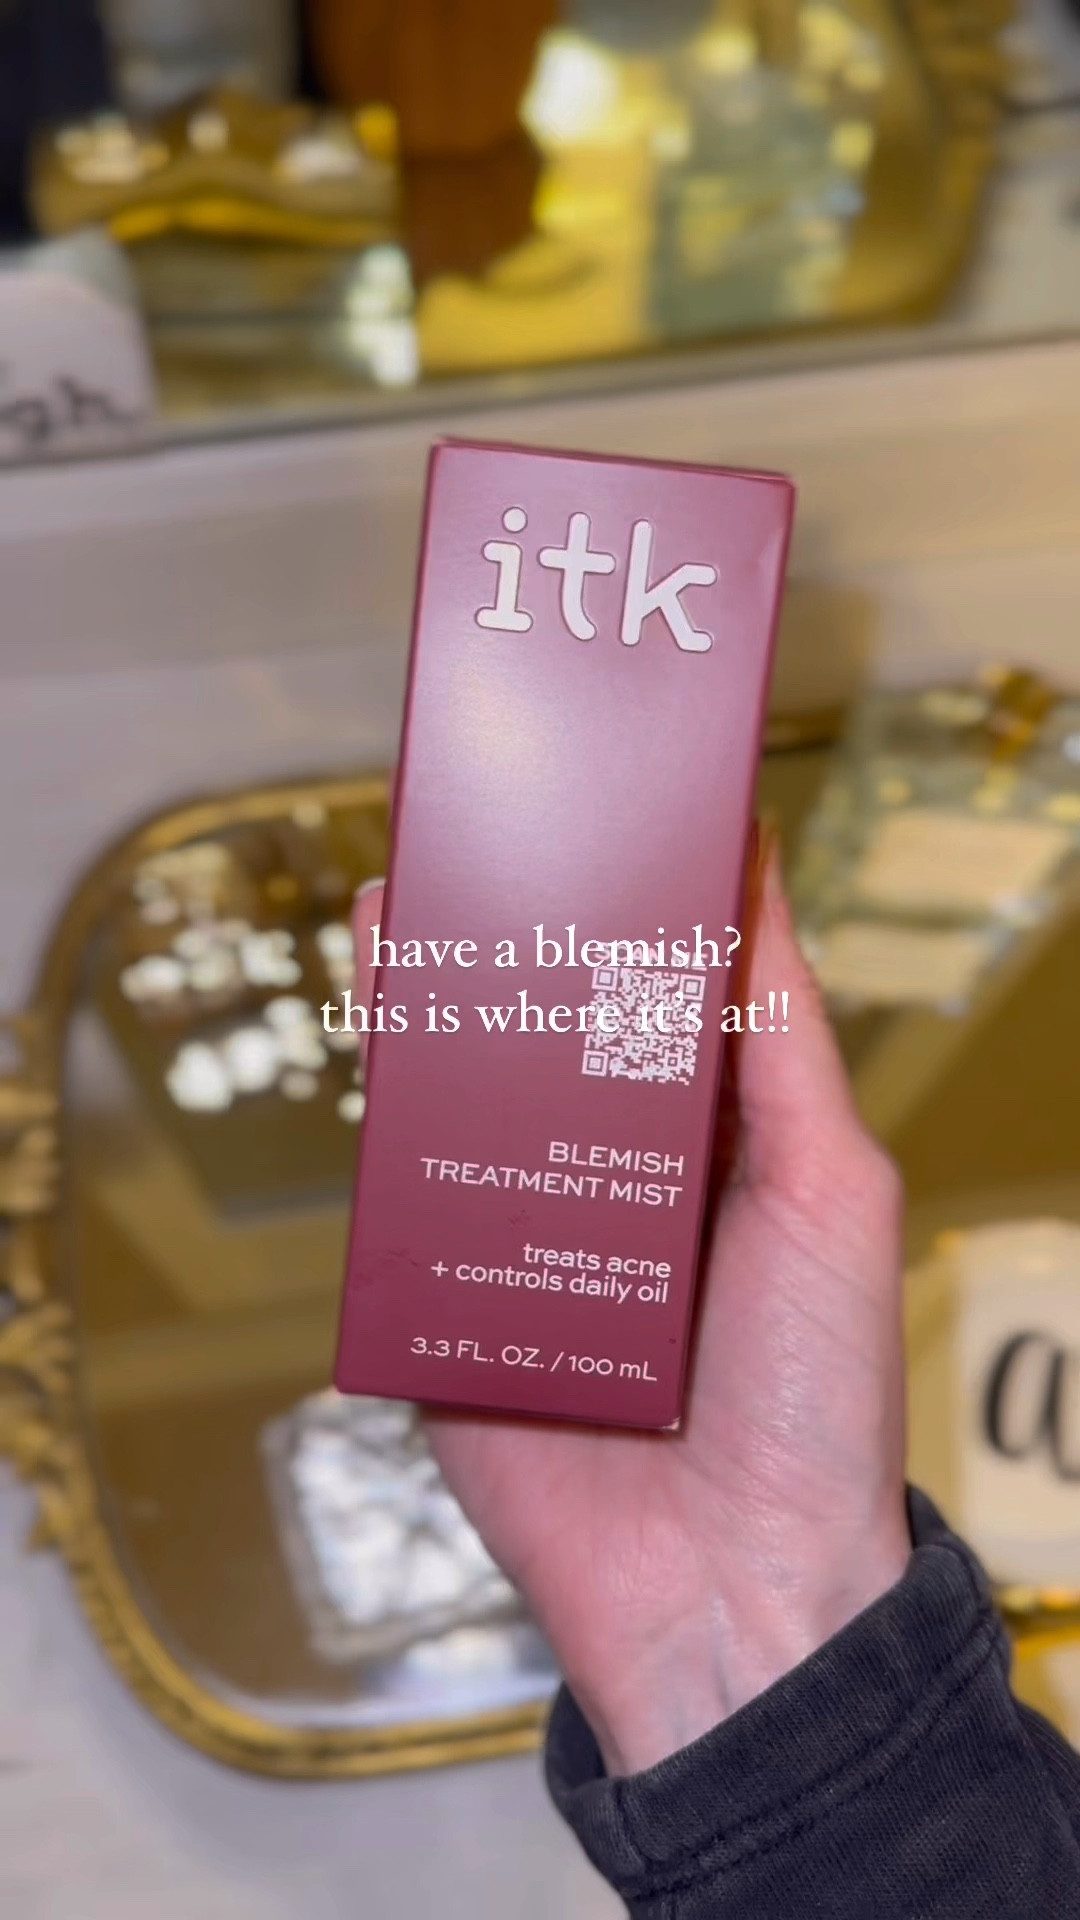 itk
have a blemish?
this is where it's at!!
BLEMISH
TREATMENT MIST
treats acne
+ controls daily oil
3.3 FL. OZ. / 100 mL
a